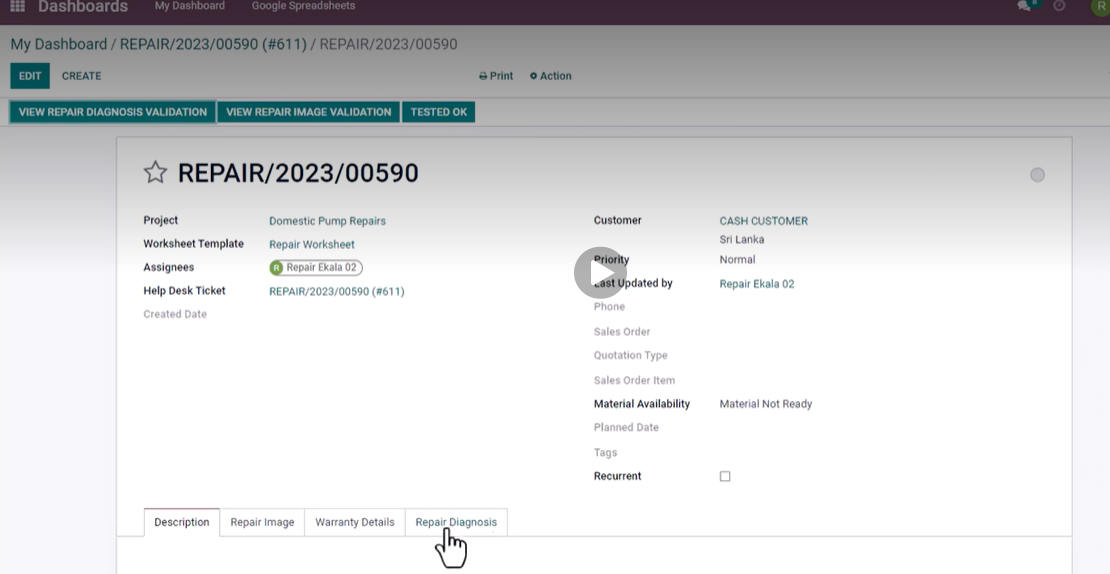 Dashboards My Dashboard Google Spreadsheets R
My Dashboard / REPAIR/2023/00590 (#611) / REPAIR/2023/00590
EDIT CREATE Print Action
VIEW REPAIR DIAGNOSIS VALIDATION VIEW REPAIR IMAGE VALIDATION TESTED OK
REPAIR/2023/00590
Project Domestic Pump Repairs
Worksheet Template Repair Worksheet
Assignees R Repair Ekala 02
Help Desk Ticket REPAIR/2023/00590 (#611)
Created Date
Customer CASH CUSTOMER
Sri Lanka
Priority Normal
Last Updated by Repair Ekala 02
Phone
Sales Order
Quotation Type
Sales Order Item
Material Availability Material Not Ready
Planned Date
Tags
Recurrent
Description Repair Image Warranty Details Repair Diagnosis